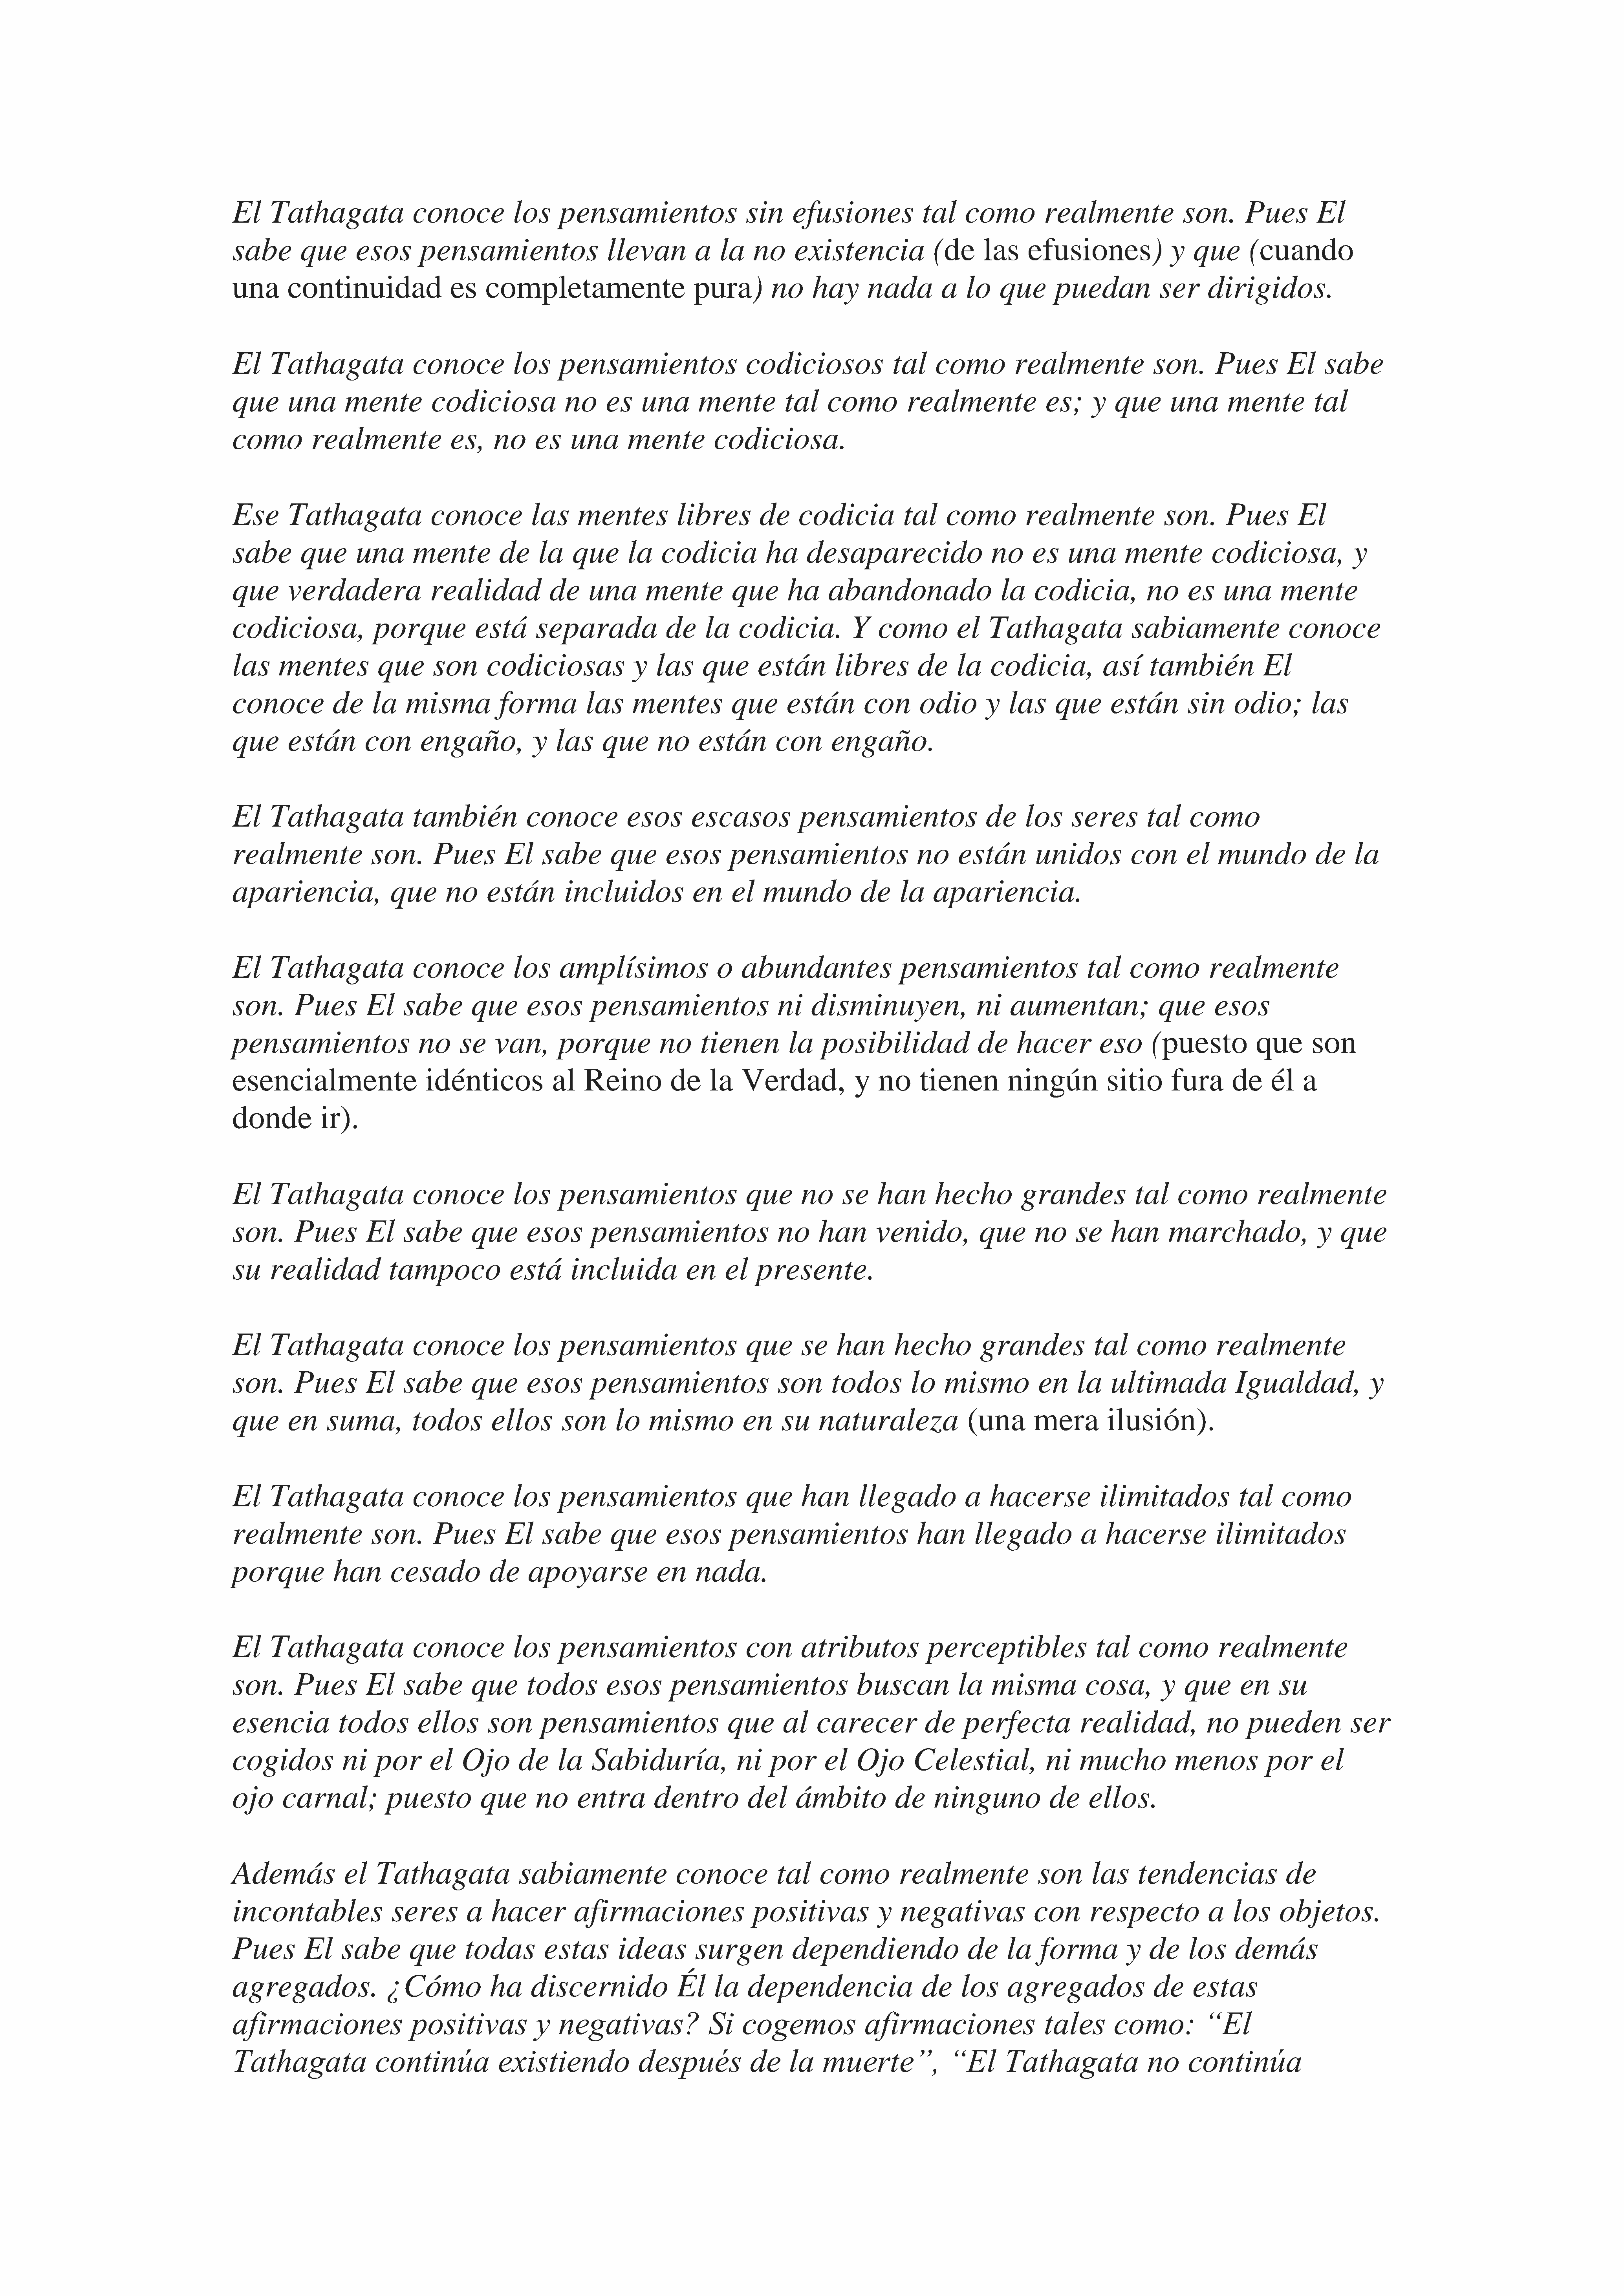 El Tathagata conoce los pensamientos sin efusiones tal como realmente son. Pues El
sabe que esos pensamientos llevan a la no existencia (de las efusiones) y que (cuando
una continuidad es completamente pura) no hay nada a lo que puedan ser dirigidos.
El Tathagata conoce los pensamientos codiciosos tal como realmente son. Pues El sabe
que una mente codiciosa no es una mente tal como realmente es; y que una mente tal
como realmente es, no es una mente codiciosa.
Ese Tathagata conoce las mentes libres de codicia tal como realmente son. Pues El
sabe que una mente de la que la codicia ha desaparecido no es una mente codiciosa, y
que verdadera realidad de una mente que ha abandonado la codicia, no es una mente
codiciosa, porque está separada de la codicia. Y como el Tathagata sabiamente conoce
las mentes que son codiciosas y las que están libres de la codicia, así también El
conoce de la misma forma las mentes que están con odio y las que están sin odio; las
que están con engaño, y las que no están con engaño.
El Tathagata también conoce esos escasos pensamientos de los seres tal como
realmente son. Pues El sabe que esos pensamientos no están unidos con el mundo de la
apariencia, que no están incluidos en el mundo de la apariencia.
El Tathagata conoce los amplísimos o abundantes pensamientos tal como realmente
son. Pues El sabe que esos pensamientos ni disminuyen, ni aumentan; que esos
pensamientos no se van, porque no tienen la posibilidad de hacer eso (puesto que son
esencialmente idénticos al Reino de la Verdad, y no tienen ningún sitio fura de él a
donde ir).
El Tathagata conoce los pensamientos que no se han hecho grandes tal como realmente
son. Pues El sabe que esos pensamientos no han venido, que no se han marchado, y que
su realidad tampoco está incluida en el presente.
El Tathagata conoce los pensamientos que se han hecho grandes tal como realmente
son. Pues El sabe que esos pensamientos son todos lo mismo en la ultimada Igualdad, y
que en suma, todos ellos son lo mismo en su naturaleza (una mera ilusión).
El Tathagata conoce los pensamientos que han llegado a hacerse ilimitados tal como
realmente son. Pues El sabe que esos pensamientos han llegado a hacerse ilimitados
porque han cesado de apoyarse en nada.
El Tathagata conoce los pensamientos con atributos perceptibles tal como realmente
son. Pues El sabe que todos esos pensamientos buscan la misma cosa, y que en su
esencia todos ellos son pensamientos que al carecer de perfecta realidad, no pueden ser
cogidos ni por el Ojo de la Sabiduría, ni por el Ojo Celestial, ni mucho menos por el
ojo carnal; puesto que no entra dentro del ámbito de ninguno de ellos.
Además el Tathagata sabiamente conoce tal como realmente son las tendencias de
incontables seres a hacer afirmaciones positivas y negativas con respecto a los objetos.
Pues El sabe que todas estas ideas surgen dependiendo de la forma y de los demás
agregados. ¿Cómo ha discernido Él la dependencia de los agregados de estas
afirmaciones positivas y negativas? Si cogemos afirmaciones tales como: “El
Tathagata continúa existiendo después de la muerte”, “El Tathagata no continúa